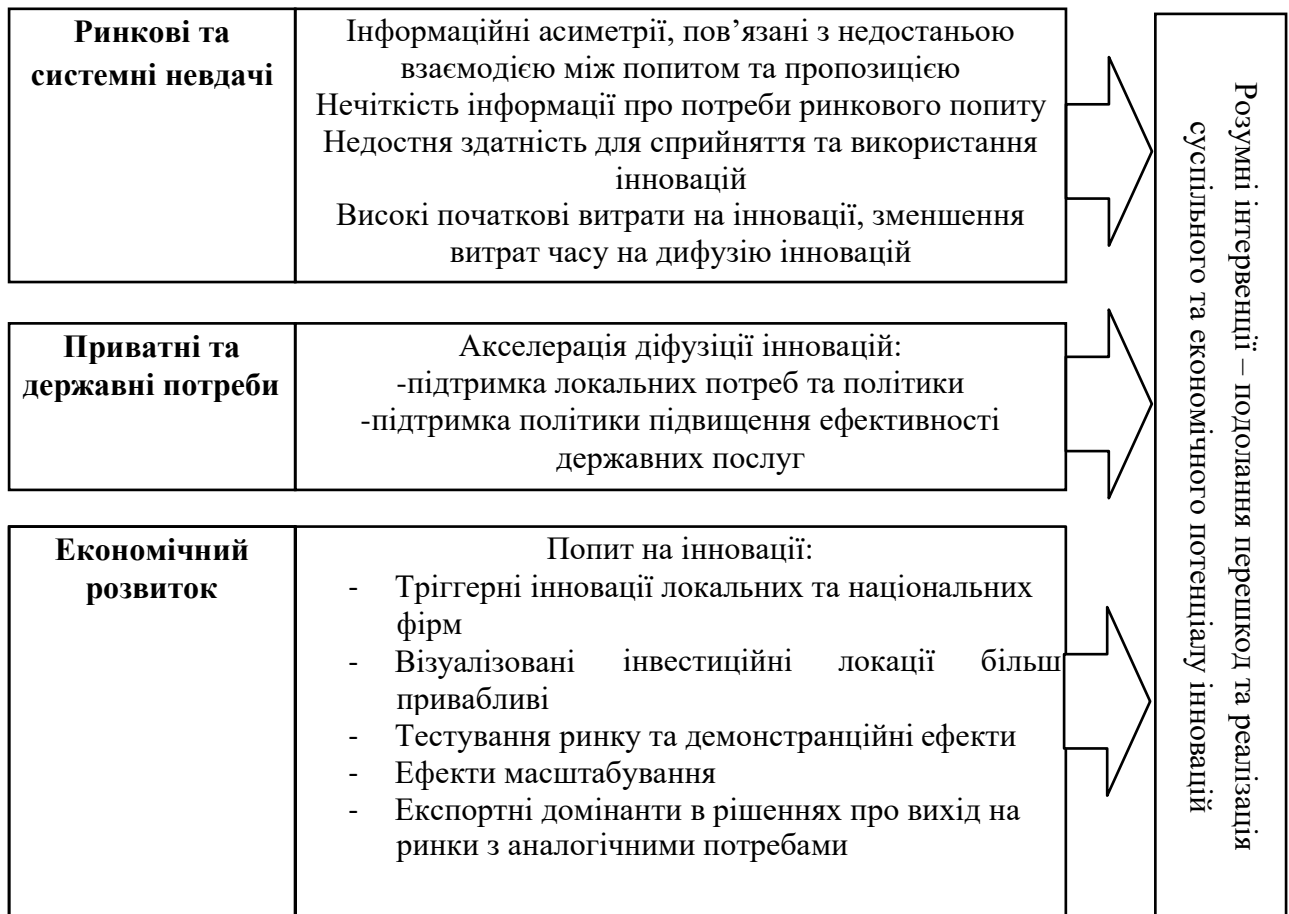 Ринкові та
системні невдачі
Інформаційні асиметрії, пов’язані з недостаньою
взаємодією між попитом та пропозицією
Нечіткість інформації про потреби ринкового попиту
Недостня здатність для сприйняття та використання
інновацій
Високі початкові витрати на інновації, зменшення
витрат часу на дифузію інновацій
Приватні та
державні потреби
Акселерація діфузіції інновацій:
-підтримка локальних потреб та політики
-підтримка політики підвищення ефективності
державних послуг
Економічний
розвиток
Попит на інновації:
- Тріггерні інновації локальних та національних
фірм
- Візуалізовані інвестиційні локації більш
привабливі
- Тестування ринку та демонстранційні ефекти
- Ефекти масштабування
- Експортні домінанти в рішеннях про вихід на
ринки з аналогічними потребами
Розумні інтервенції – подолання перешкод та реалізація
суспільного та економічного потенціалу інновацій